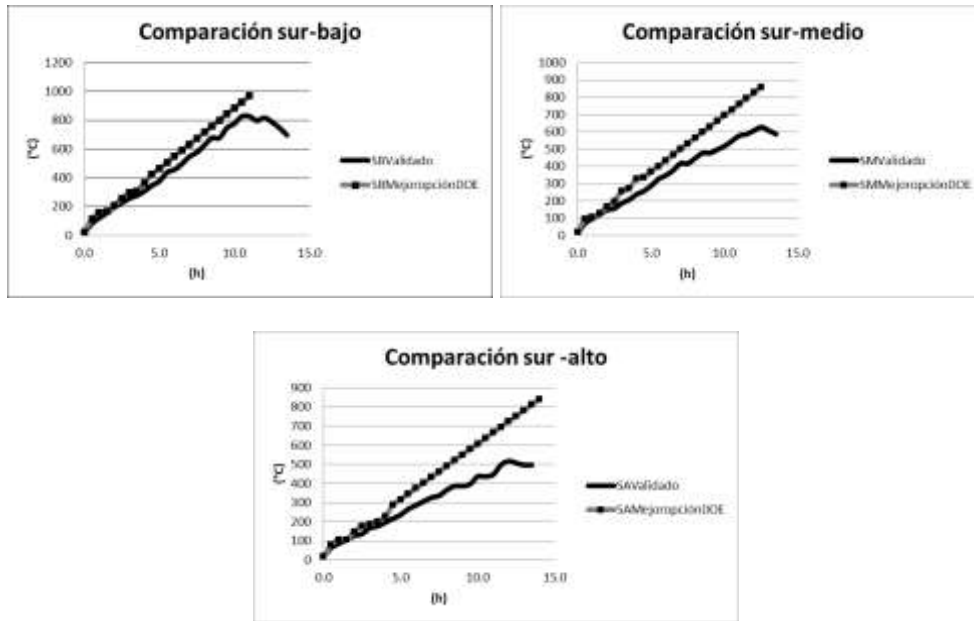 Comparación sur-bajo
1200
1000
800
600
400
200
0
(°C)
0.0 5.0 10.0 15.0
(h)
SBValidado
SBMejoropciónDOE
Comparación sur-medio
1000
900
800
700
600
500
400
300
200
100
0
(°C)
0.0 5.0 10.0 15.0
(h)
SMValidado
SMMejoropciónDOE
Comparación sur -alto
900
800
700
600
500
400
300
200
100
0
(°C)
0.0 5.0 10.0 15.0
(h)
SAValidado
SAMejoropciónDOE